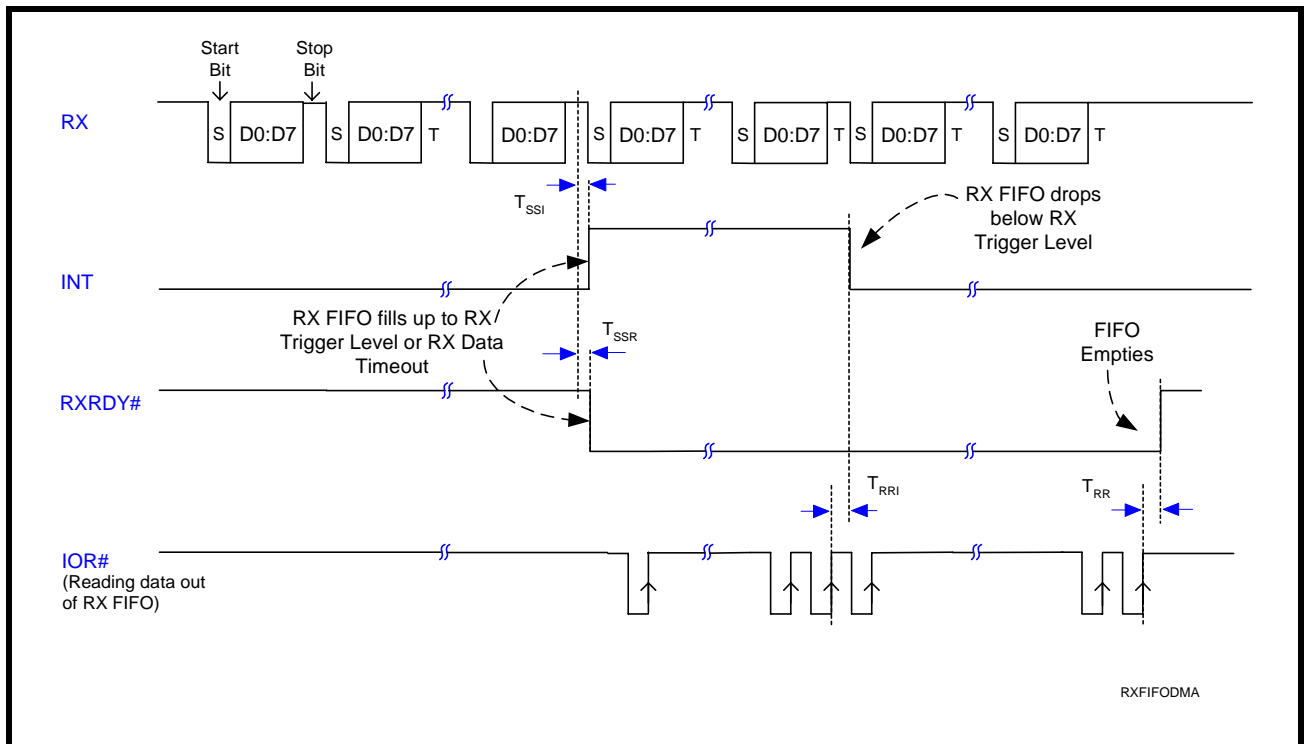 Start
Bit
Stop
Bit
RX
S D0:D7 S D0:D7 T D0:D7 S D0:D7 T S D0:D7 T S D0:D7 T S D0:D7 T
TSSI
RX FIFO drops
below RX
Trigger Level
INT
RX FIFO fills up to RX
Trigger Level or RX Data
Timeout
TSSR
FIFO
Empties
RXRDY#
TRRI
TRR
IOR#
(Reading data out
of RX FIFO)
RXFIFODMA